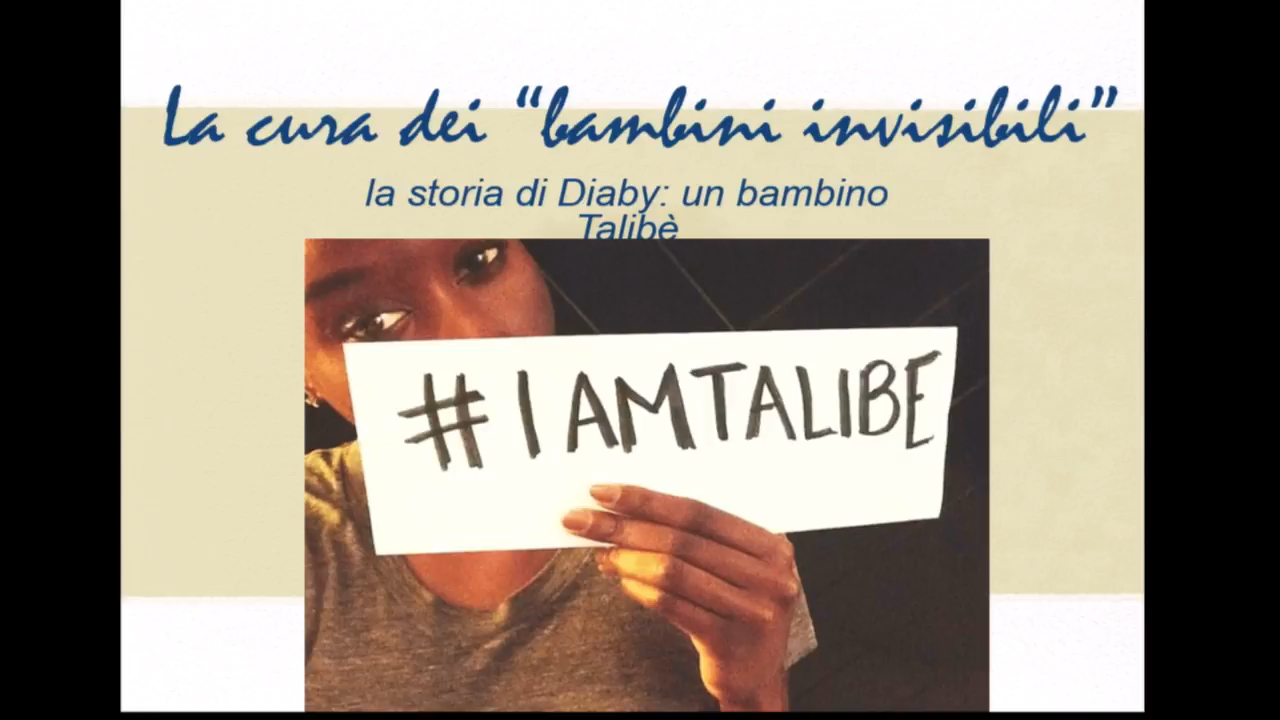 La cura dei “bambini invisibili”
la storia di Diaby: un bambino
Talibè
#IAMTALIBE